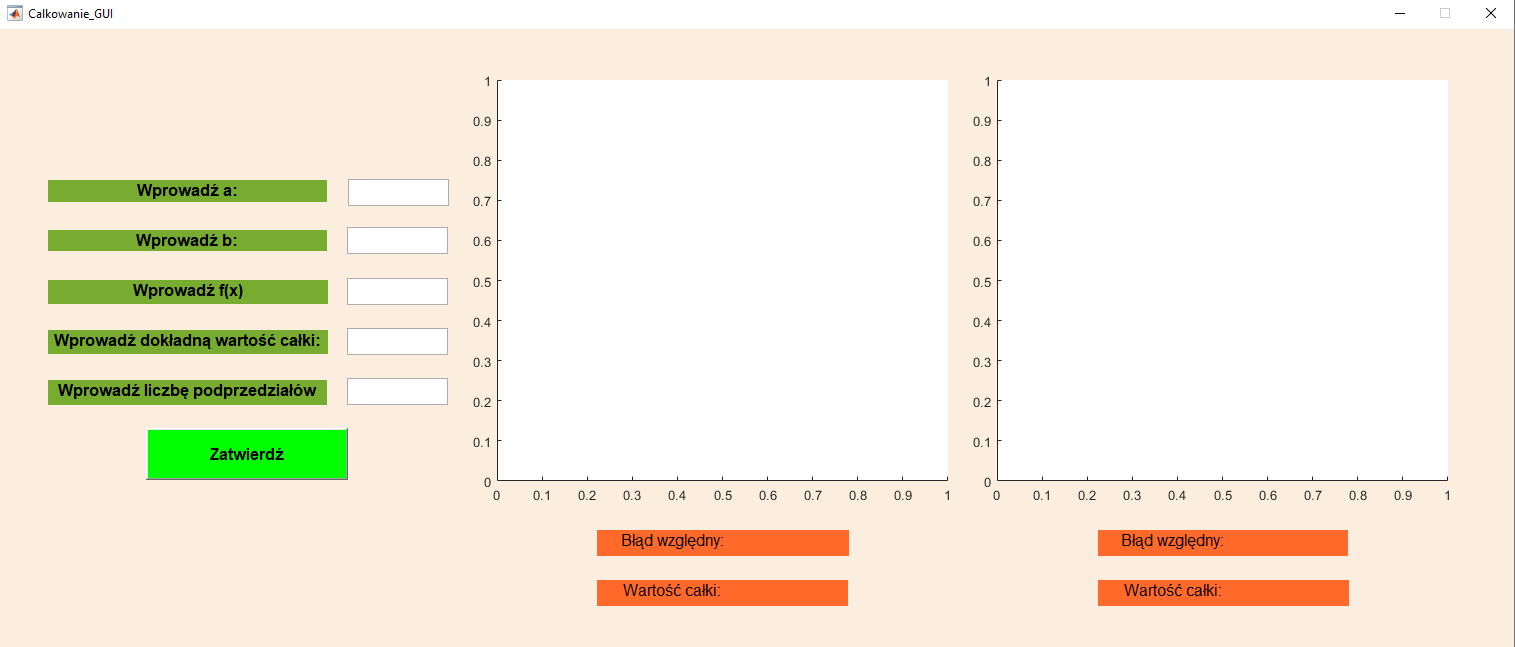 Calkowanie_GUI
Wprowadź a:
Wprowadź b:
Wprowadź f(x)
Wprowadź dokładną wartość całki:
Wprowadź liczbę podprzedziałów
Zatwierdź
1
0.9
0.8
0.7
0.6
0.5
0.4
0.3
0.2
0.1
0
0 0.1 0.2 0.3 0.4 0.5 0.6 0.7 0.8 0.9 1
Błąd względny:
Wartość całki:
1
0.9
0.8
0.7
0.6
0.5
0.4
0.3
0.2
0.1
0
0 0.1 0.2 0.3 0.4 0.5 0.6 0.7 0.8 0.9 1
Błąd względny:
Wartość całki: